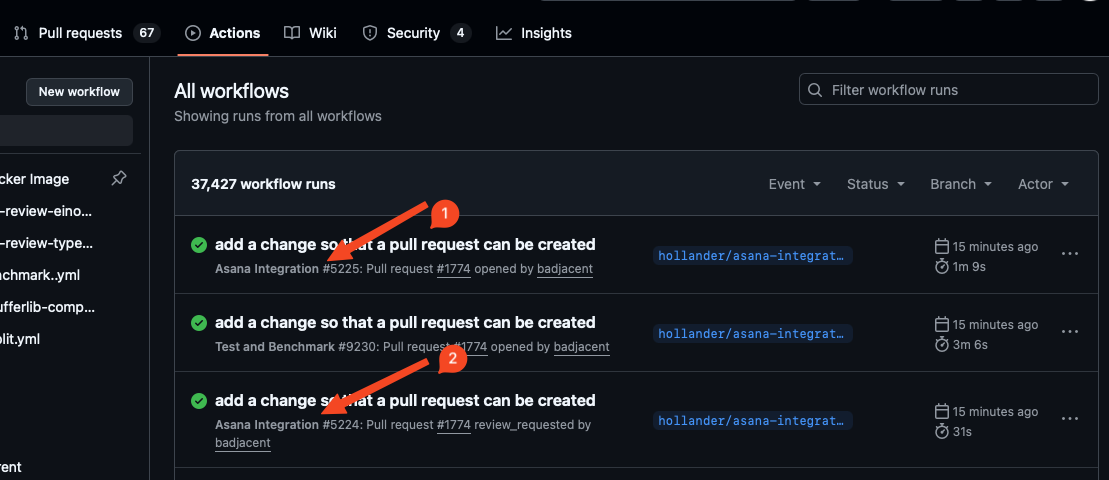 Pull requests 67 Actions Wiki Security 4 Insights
New workflow
All workflows
Filter workflow runs
Showing runs from all workflows
cker Image
-review-eino...
-review-type...
nchmark..yml
ufferlib-comp...
plit.yml
rent
37,427 workflow runs Event Status Branch Actor
1
add a change so that a pull request can be created
Asana Integration #5225: Pull request #1774 opened by badjacent
hollander/asana-integrat…
15 minutes ago
1m 9s
add a change so that a pull request can be created
Test and Benchmark #9230: Pull request #1774 opened by badjacent
hollander/asana-integrat…
15 minutes ago
3m 6s
2
add a change so that a pull request can be created
Asana Integration #5224: Pull request #1774 review_requested by
badjacent
hollander/asana-integrat…
15 minutes ago
31s